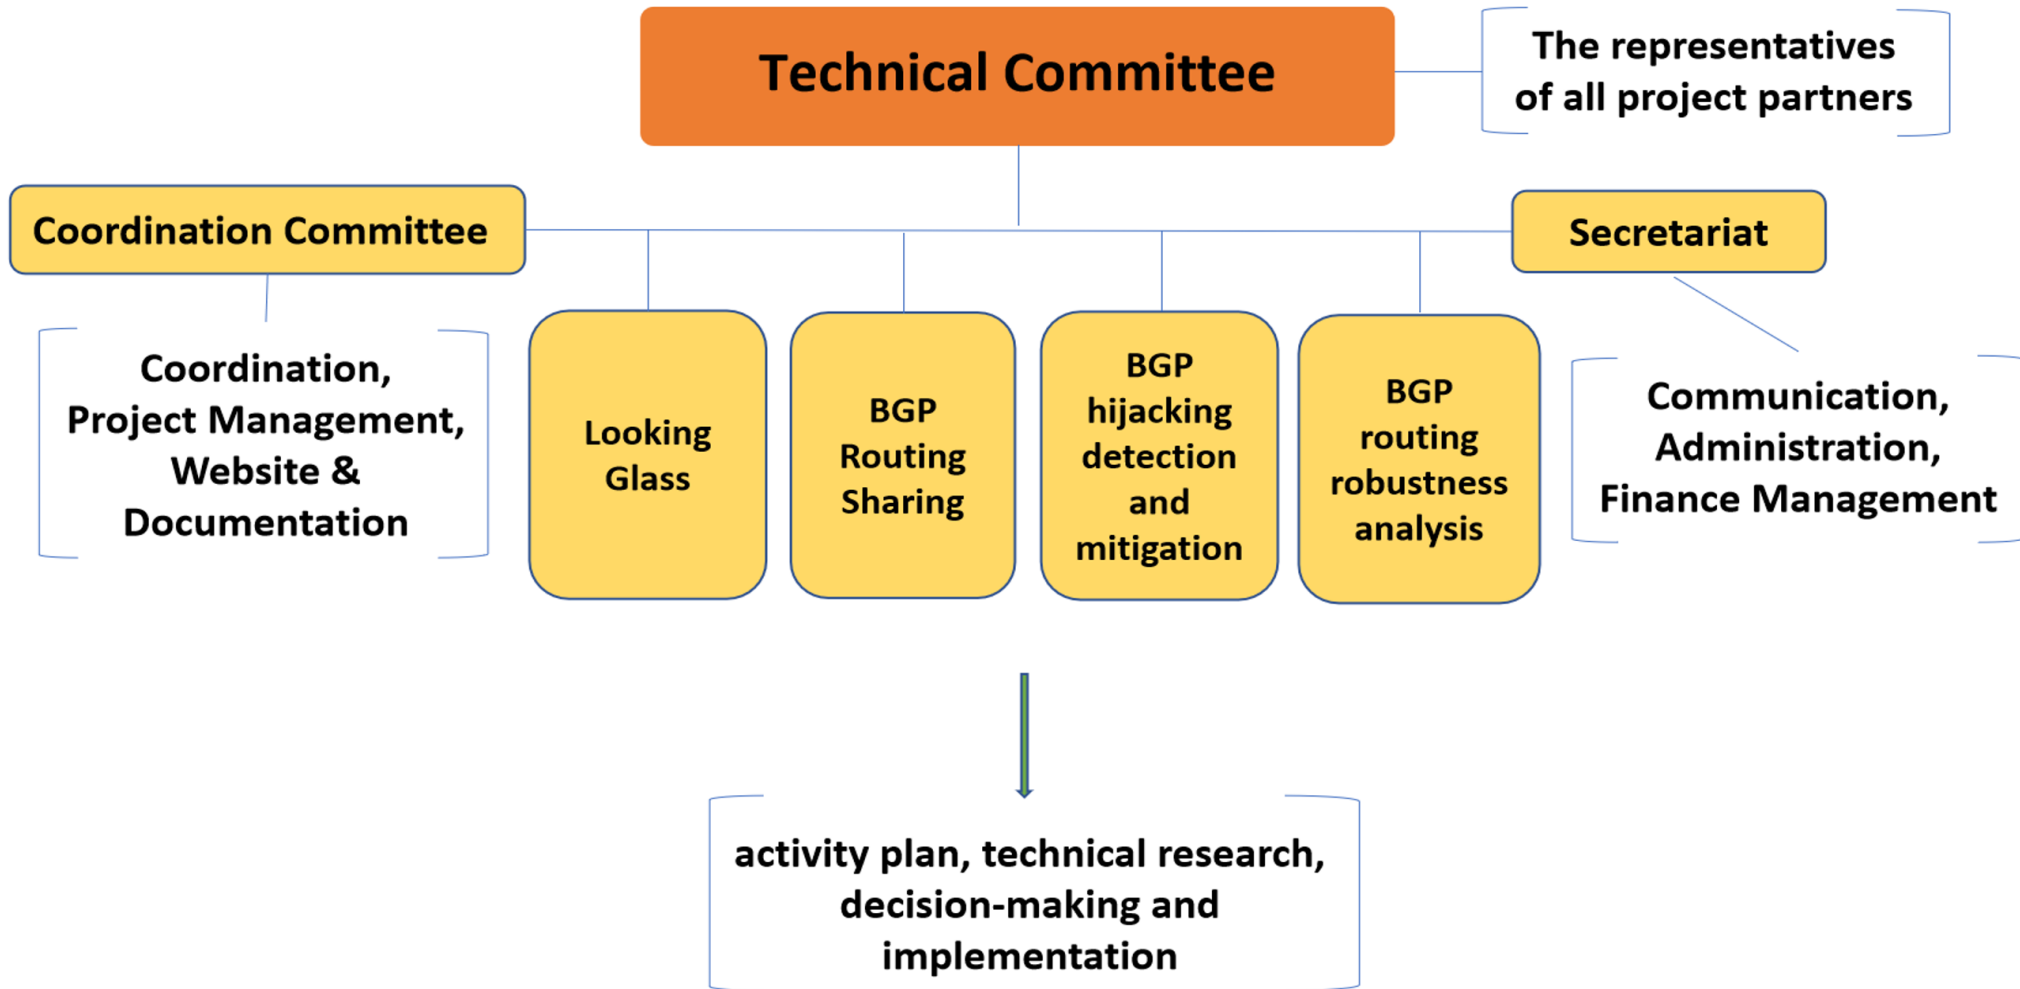 Technical Committee
The representatives
of all project partners
Coordination Committee
Secretariat
Coordination,
Project Management,
Website &
Documentation
Looking
Glass
BGP
Routing
Sharing
BGP
hijacking
detection
and
mitigation
BGP
routing
robustness
analysis
Communication,
Administration,
Finance Management
activity plan, technical research,
decision-making and
implementation